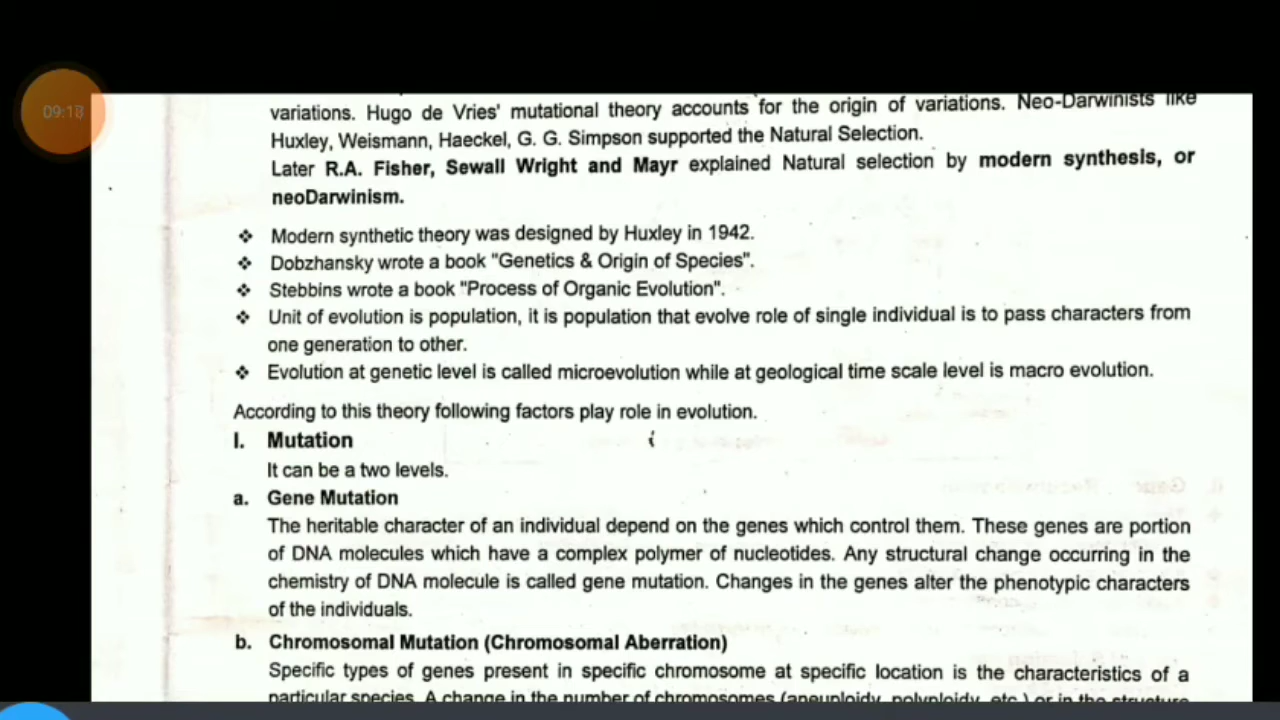 09:18
variations. Hugo de Vries' mutational theory accounts for the origin of variations. Neo-Darwinists like
Huxley, Weismann, Haeckel, G. G. Simpson supported the Natural Selection.
Later R.A. Fisher, Sewall Wright and Mayr explained Natural selection by modern synthesis, or
neoDarwinism.
❖ Modern synthetic theory was designed by Huxley in 1942.
❖ Dobzhansky wrote a book "Genetics & Origin of Species".
❖ Stebbins wrote a book "Process of Organic Evolution".
❖ Unit of evolution is population, it is population that evolve role of single individual is to pass characters from
one generation to other.
❖ Evolution at genetic level is called microevolution while at geological time scale level is macro evolution.
According to this theory following factors play role in evolution.
I. Mutation
It can be a two levels.
a. Gene Mutation
The heritable character of an individual depend on the genes which control them. These genes are portion
of DNA molecules which have a complex polymer of nucleotides. Any structural change occurring in the
chemistry of DNA molecule is called gene mutation. Changes in the genes alter the phenotypic characters
of the individuals.
b. Chromosomal Mutation (Chromosomal Aberration)
Specific types of genes present in specific chromosome at specific location is the characteristics of a
particular species. A change in the number of chromosomes (aneuploidy, polyploidy, etc.) or in the structure